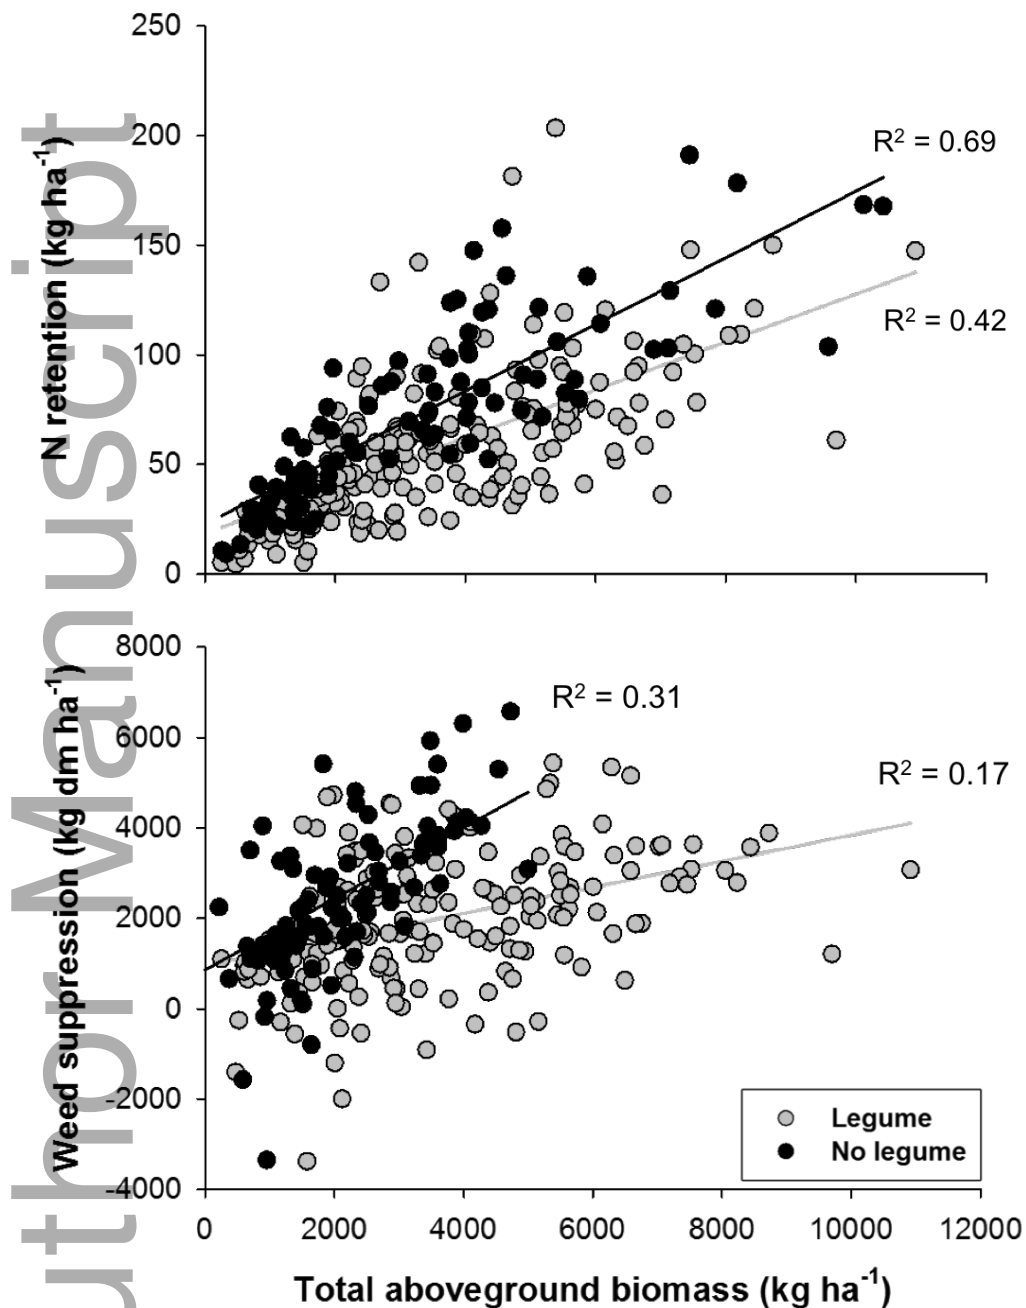 uthor Manuscript
250
200
150
100
50
0
N retention (kg ha⁻¹)
R² = 0.69
R² = 0.42
8000
6000
4000
2000
0
-2000
-4000
Weed suppression (kg dm ha⁻¹)
R² = 0.31
R² = 0.17
Legume
No legume
0 2000 4000 6000 8000 10000 12000
Total aboveground biomass (kg ha⁻¹)